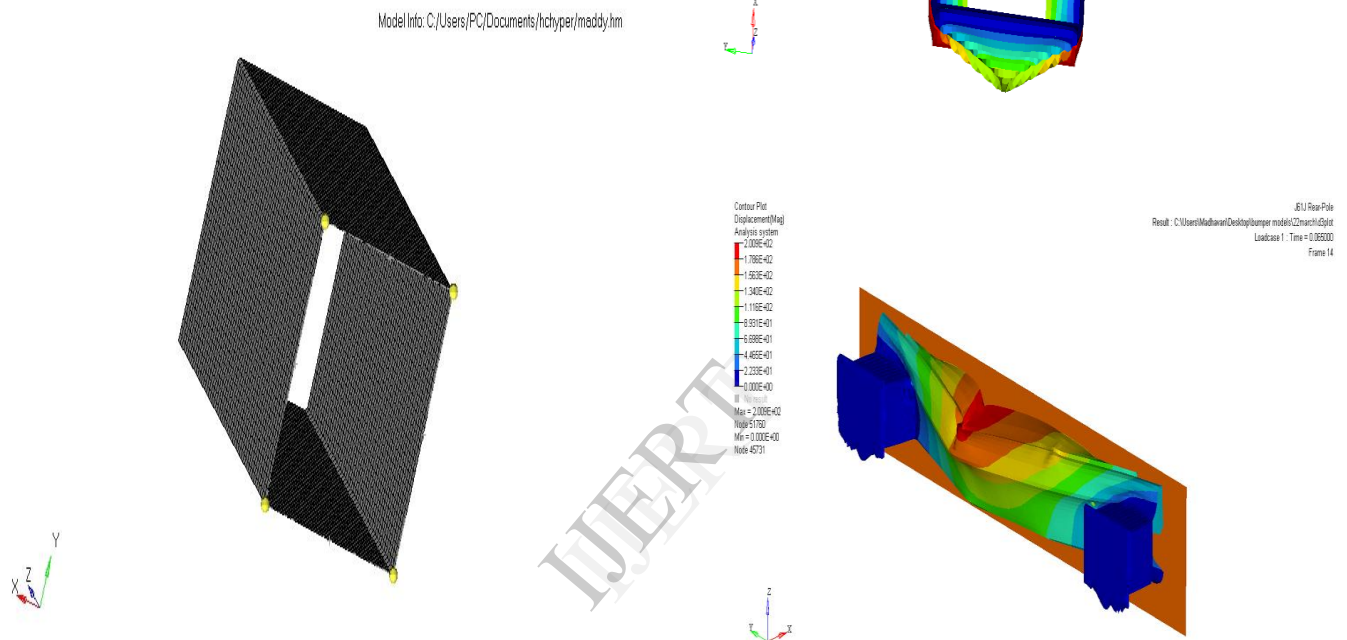 Model Info: C:/Users/PC/Documents/hchyper/maddy.hm
Y
Z
X
X
Z
Y
Contour Plot
Displacement(Mag)
Analysis system
2.009E+02
1.786E+02
1.563E+02
1.340E+02
1.116E+02
8.931E+01
6.698E+01
4.465E+01
2.233E+01
0.000E+00
No result
Max = 2.009E+02
Node 51760
Min = 0.000E+00
Node 45731
J61J Rear-Pole
Result : C:\Users\Madhavan\Desktop\bumper models\22march\d3plot
Loadcase 1 : Time = 0.065000
Frame 14
IJERT
Z
Y
X